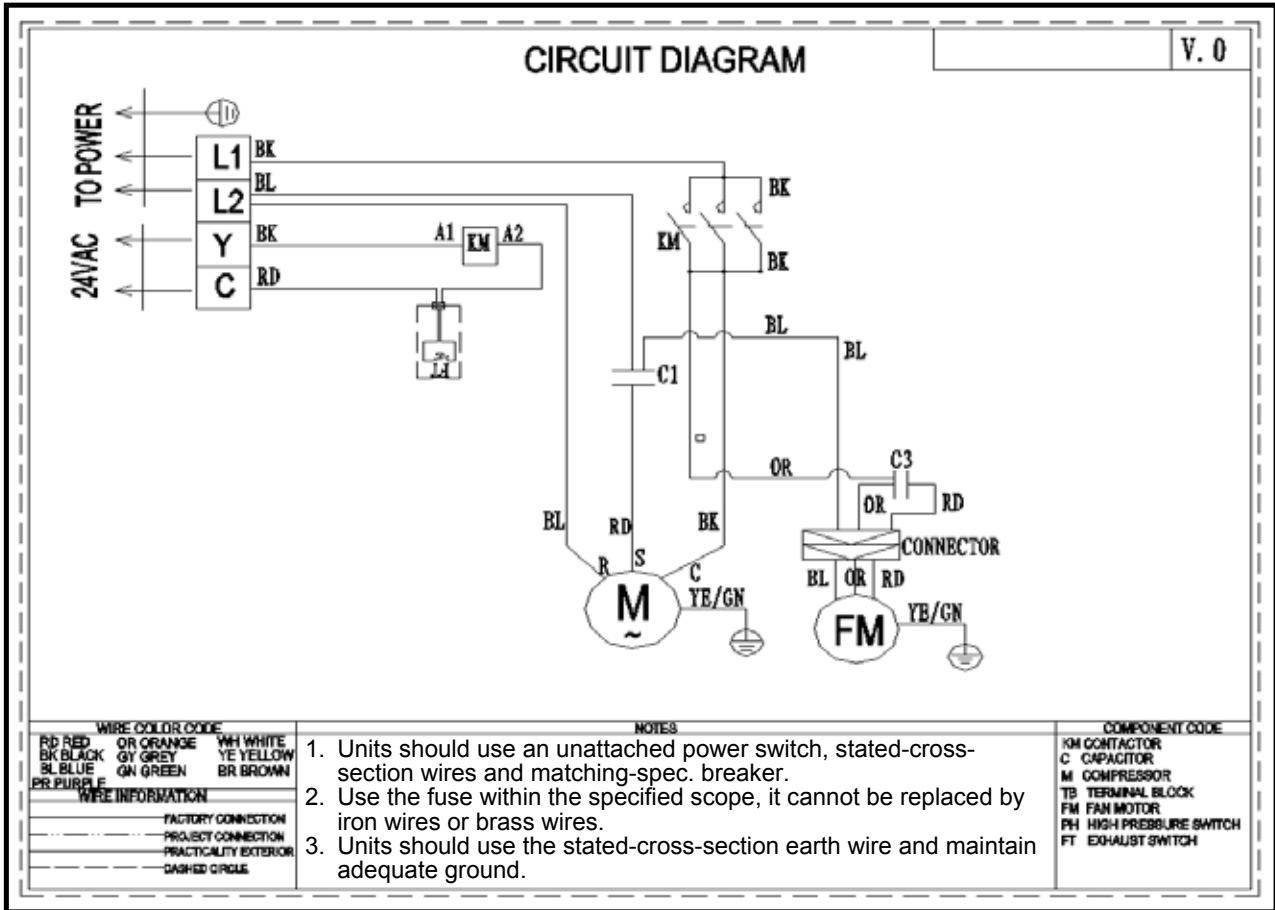 CIRCUIT DIAGRAM
V. 0
TO POWER
24VAC
L1
BK
L2
BL
Y
BK
C
RD
A1
KM
A2
FT
BK
KM
BK
BL
BL
C1
OR
C3
OR
RD
CONNECTOR
BL
RD
BK
R
S
C
M
~
YE/GN
BL
OR
RD
FM
YE/GN
WIRE COLOR CODE
RD RED OR ORANGE WH WHITE
BK BLACK GY GREY YE YELLOW
BL BLUE GN GREEN BR BROWN
PR PURPLE
WIRE INFORMATION
FACTORY CONNECTION
PROJECT CONNECTION
PRACTICALITY EXTERIOR
DASHED CIRCLE
NOTES
1. Units should use an unattached power switch, stated-cross-
section wires and matching-spec. breaker.
2. Use the fuse within the specified scope, it cannot be replaced by
iron wires or brass wires.
3. Units should use the stated-cross-section earth wire and maintain
adequate ground.
COMPONENT CODE
KM CONTACTOR
C CAPACITOR
M COMPRESSOR
TB TERMINAL BLOCK
FM FAN MOTOR
PH HIGH PRESSURE SWITCH
FT EXHAUST SWITCH